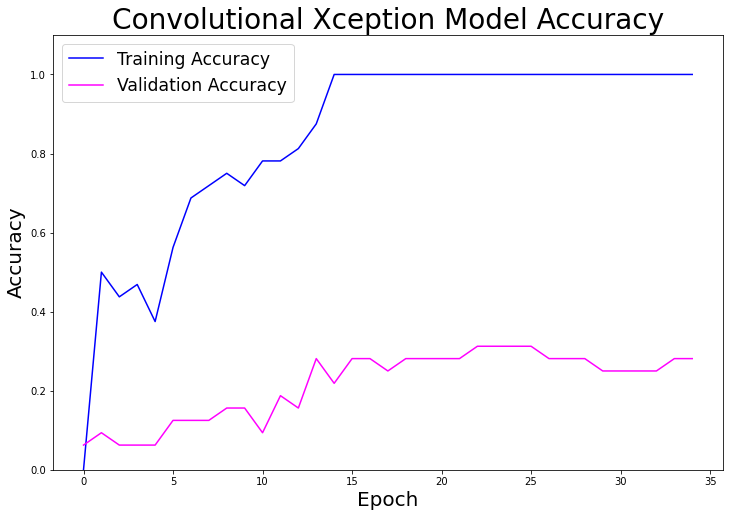 Convolutional Xception Model Accuracy
Training Accuracy
Validation Accuracy
1.0
0.8
0.6
0.4
0.2
0.0
Accuracy
0 5 10 15 20 25 30 35
Epoch